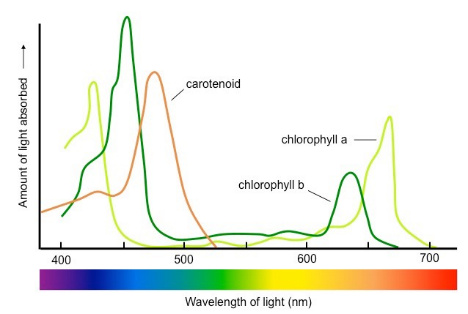 Amount of light absorbed
carotenoid
chlorophyll a
chlorophyll b
400 500 600 700
Wavelength of light (nm)